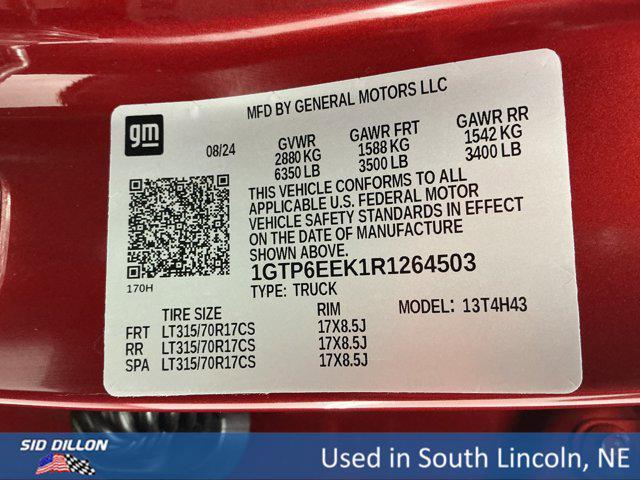 MFD BY GENERAL MOTORS LLC
gm
08/24
GVWR
2880 KG
6350 LB
GAWR FRT
1588 KG
3500 LB
GAWR RR
1542 KG
3400 LB
THIS VEHICLE CONFORMS TO ALL
APPLICABLE U.S. FEDERAL MOTOR
VEHICLE SAFETY STANDARDS IN EFFECT
ON THE DATE OF MANUFACTURE
SHOWN ABOVE.
170H
1GTP6EEK1R1264503
TYPE: TRUCK
TIRE SIZE RIM MODEL: 13T4H43
FRT LT315/70R17CS 17X8.5J
RR LT315/70R17CS 17X8.5J
SPA LT315/70R17CS 17X8.5J
SID DILLON
Used in South Lincoln, NE